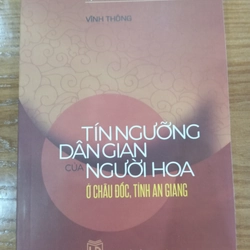 VĨNH THÔNG
TÍN NGƯỠNG
DÂN GIAN
CỦA NGƯỜI HOA
Ở CHÂU ĐỐC, TỈNH AN GIANG